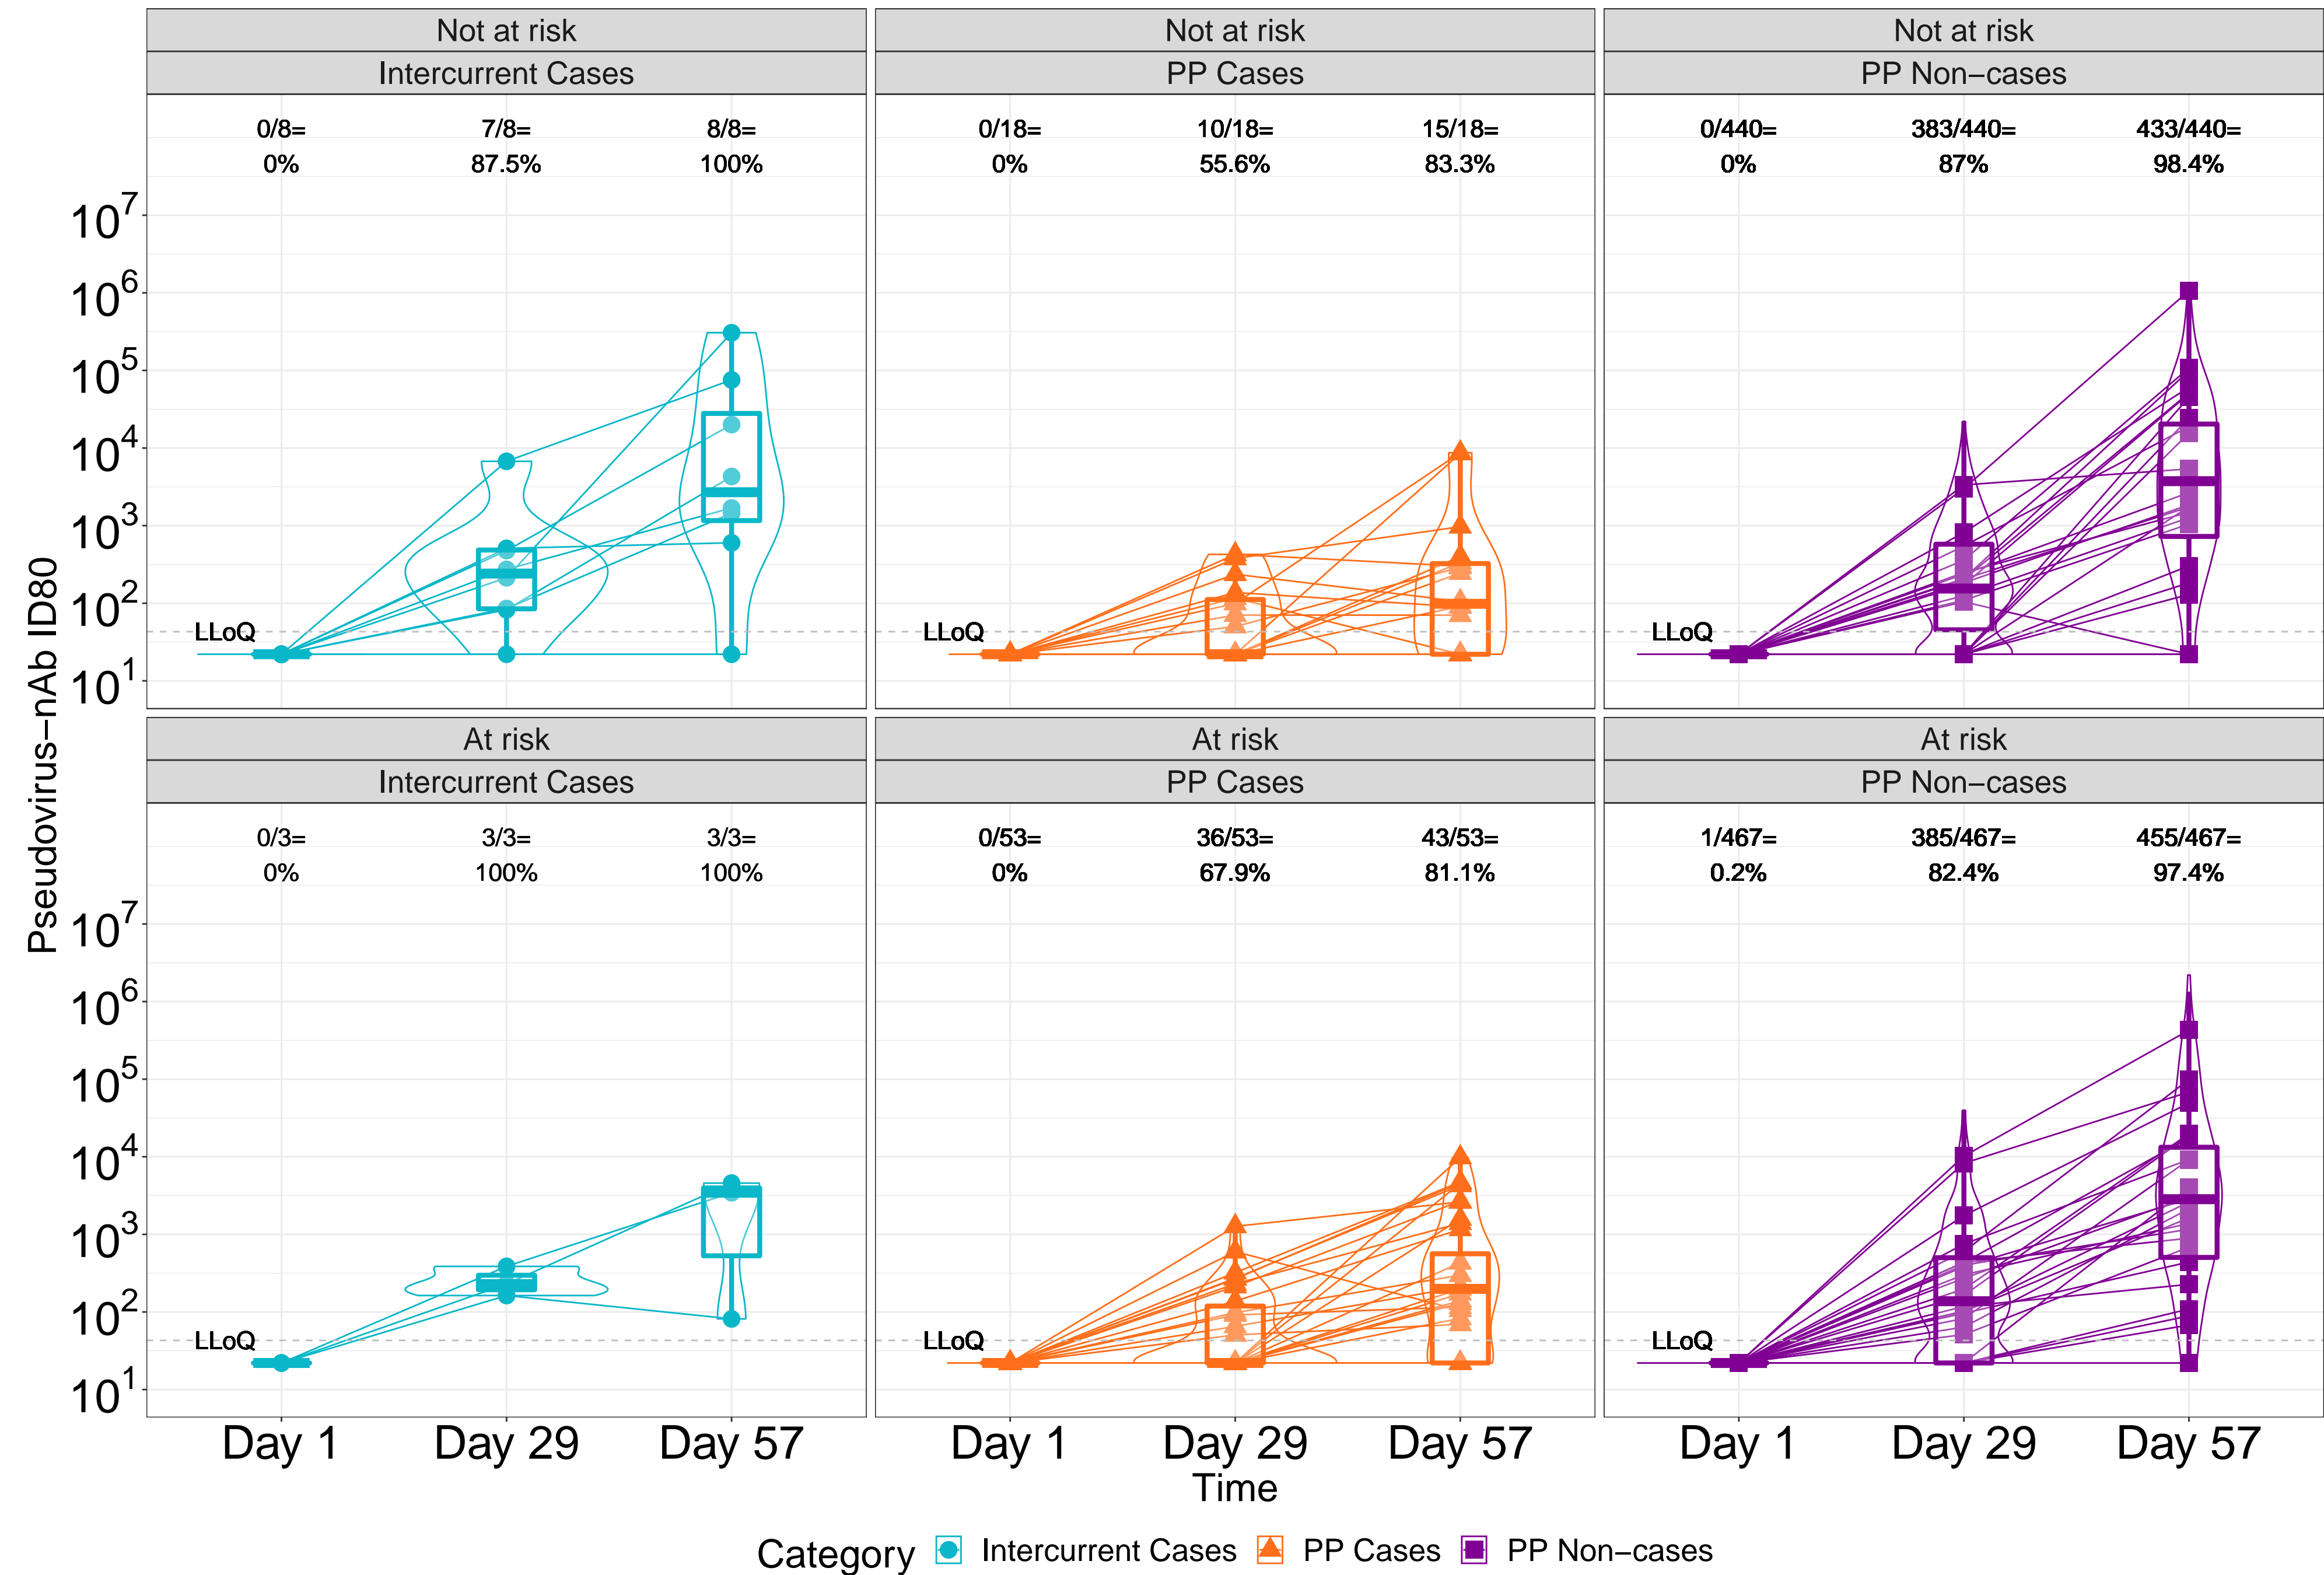 Not at risk
Not at risk
Not at risk
Intercurrent Cases
PP Cases
PP Non−cases
0/8=
7/8=
8/8=
0/18=
10/18=
15/18=
0/440=
383/440=
433/440=
0%
87.5%
100%
0%
55.6%
83.3%
0%
87%
98.4%
10^7
10^6
10^5
10^4
10^3
10^2
10^1
LLoQ
LLoQ
LLoQ
Pseudovirus−nAb ID80
At risk
At risk
At risk
Intercurrent Cases
PP Cases
PP Non−cases
0/3=
3/3=
3/3=
0/53=
36/53=
43/53=
1/467=
385/467=
455/467=
0%
100%
100%
0%
67.9%
81.1%
0.2%
82.4%
97.4%
10^7
10^6
10^5
10^4
10^3
10^2
10^1
LLoQ
LLoQ
LLoQ
Day 1
Day 29
Day 57
Day 1
Day 29
Day 57
Day 1
Day 29
Day 57
Time
Category
Intercurrent Cases
PP Cases
PP Non−cases